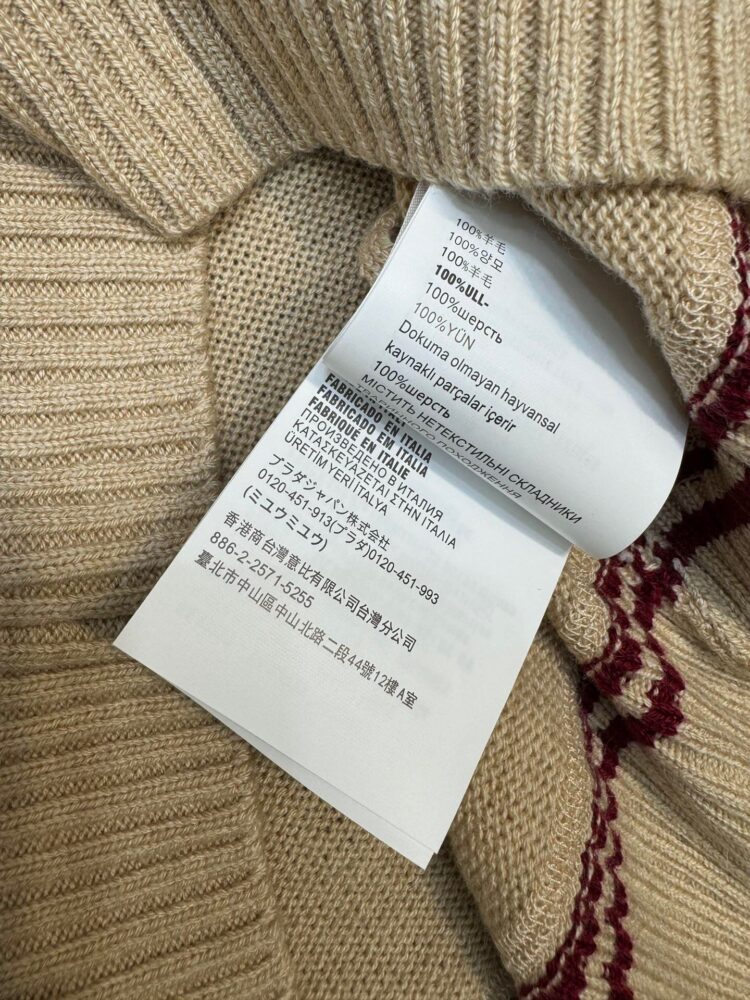 100%羊毛
100%양모
100%羊毛
100%ULL-
100%шерсть
100%YÜN
Dokuma olmayan hayvansal
kaynaklı parçalar içerir
100%шерсть
МІСТИТЬ НЕТЕКСТИЛЬНІ СКЛАДНИКИ
ТВАРИННОГО ПОХОДЖЕННЯ
FABRICADO EN ITALIA
FABRICADO EM ITALIA
FABRIQUE EN ITALIE
ПРОИЗВЕДЕНО В ИТАЛИЯ
ΚΑΤΑΣΚΕΥΑΖΕΤΑΙ ΣΤΗΝ ΙΤΑΛΙΑ
ÜRETİM YERİ İTALYA
プラダジャパン株式会社
0120-451-913(プラダ)0120-451-993
(ミユウミユウ)
香港商台灣意比有限公司台灣分公司
886-2-2571-5255
臺北市中山區中山北路二段44號12樓A室